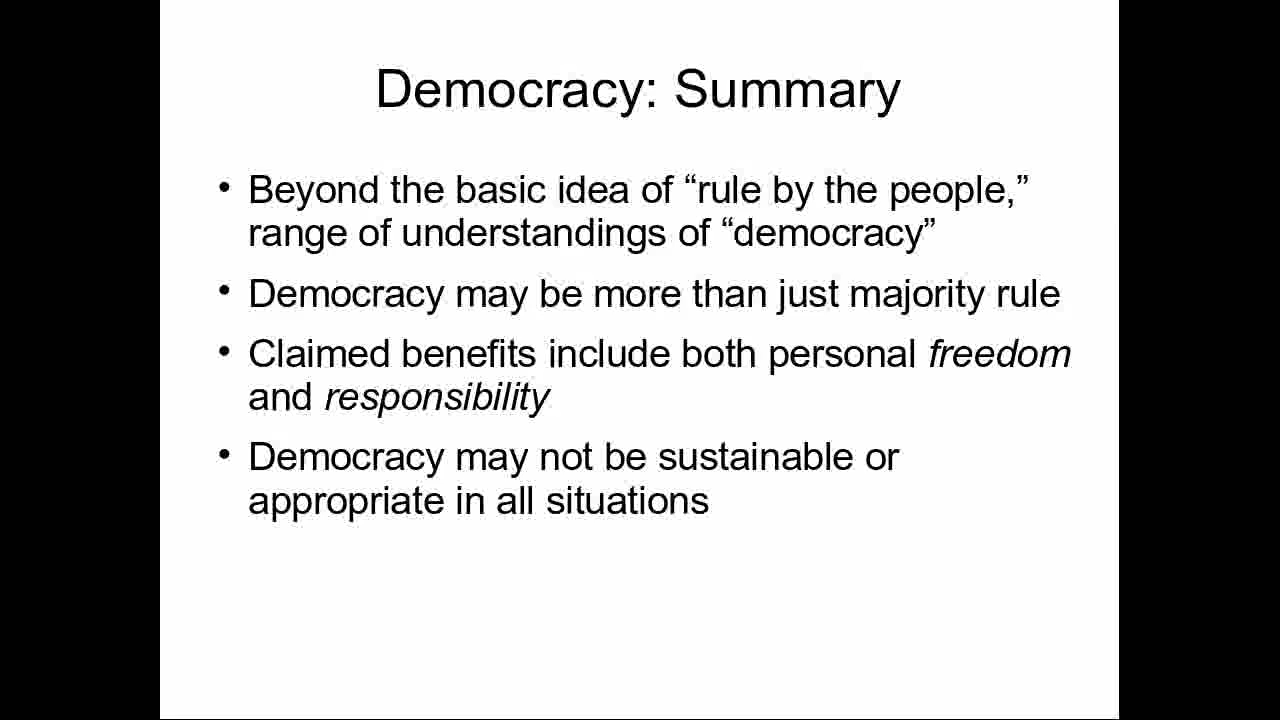 Democracy: Summary
• Beyond the basic idea of “rule by the people,”
range of understandings of “democracy”
• Democracy may be more than just majority rule
• Claimed benefits include both personal freedom
and responsibility
• Democracy may not be sustainable or
appropriate in all situations